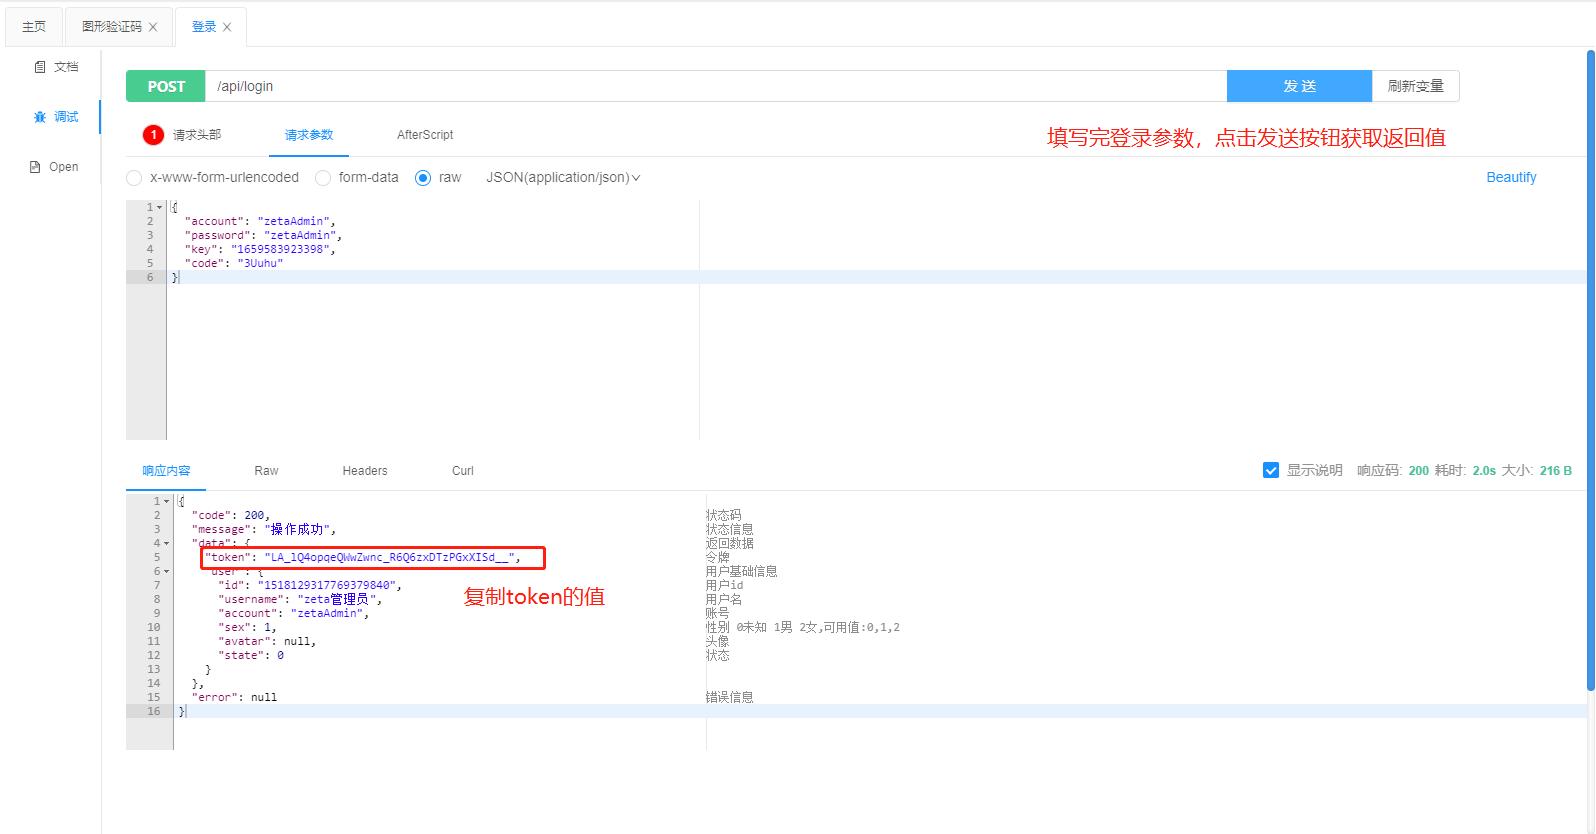 主页 图形验证码 登录
文档
调试
Open
POST /api/login 发 送 刷新变量
1 请求头部 请求参数 AfterScript
填写完登录参数，点击发送按钮获取返回值
x-www-form-urlencoded form-data raw JSON(application/json) Beautify
1 {
2 "account": "zetaAdmin",
3 "password": "zetaAdmin",
4 "key": "1659583923398",
5 "code": "3Uuhu"
6 }
响应内容 Raw Headers Curl 显示说明 响应码: 200 耗时: 2.0s 大小: 216 B
1 {
2 "code": 200, 状态码
3 "message": "操作成功", 状态信息
4 "data": { 返回数据
5 "token": "LA_lQ4opqeQWwZwnc_R6Q6zxDTzPGxXISd__", 令牌
6 "user": { 用户基础信息
7 "id": "1518129317769379840", 用户id
8 "username": "zeta管理员", 用户名
复制token的值
9 "account": "zetaAdmin", 账号
10 "sex": 1, 性别 0未知 1男 2女,可用值:0,1,2
11 "avatar": null, 头像
12 "state": 0 状态
13 }
14 },
15 "error": null 错误信息
16 }